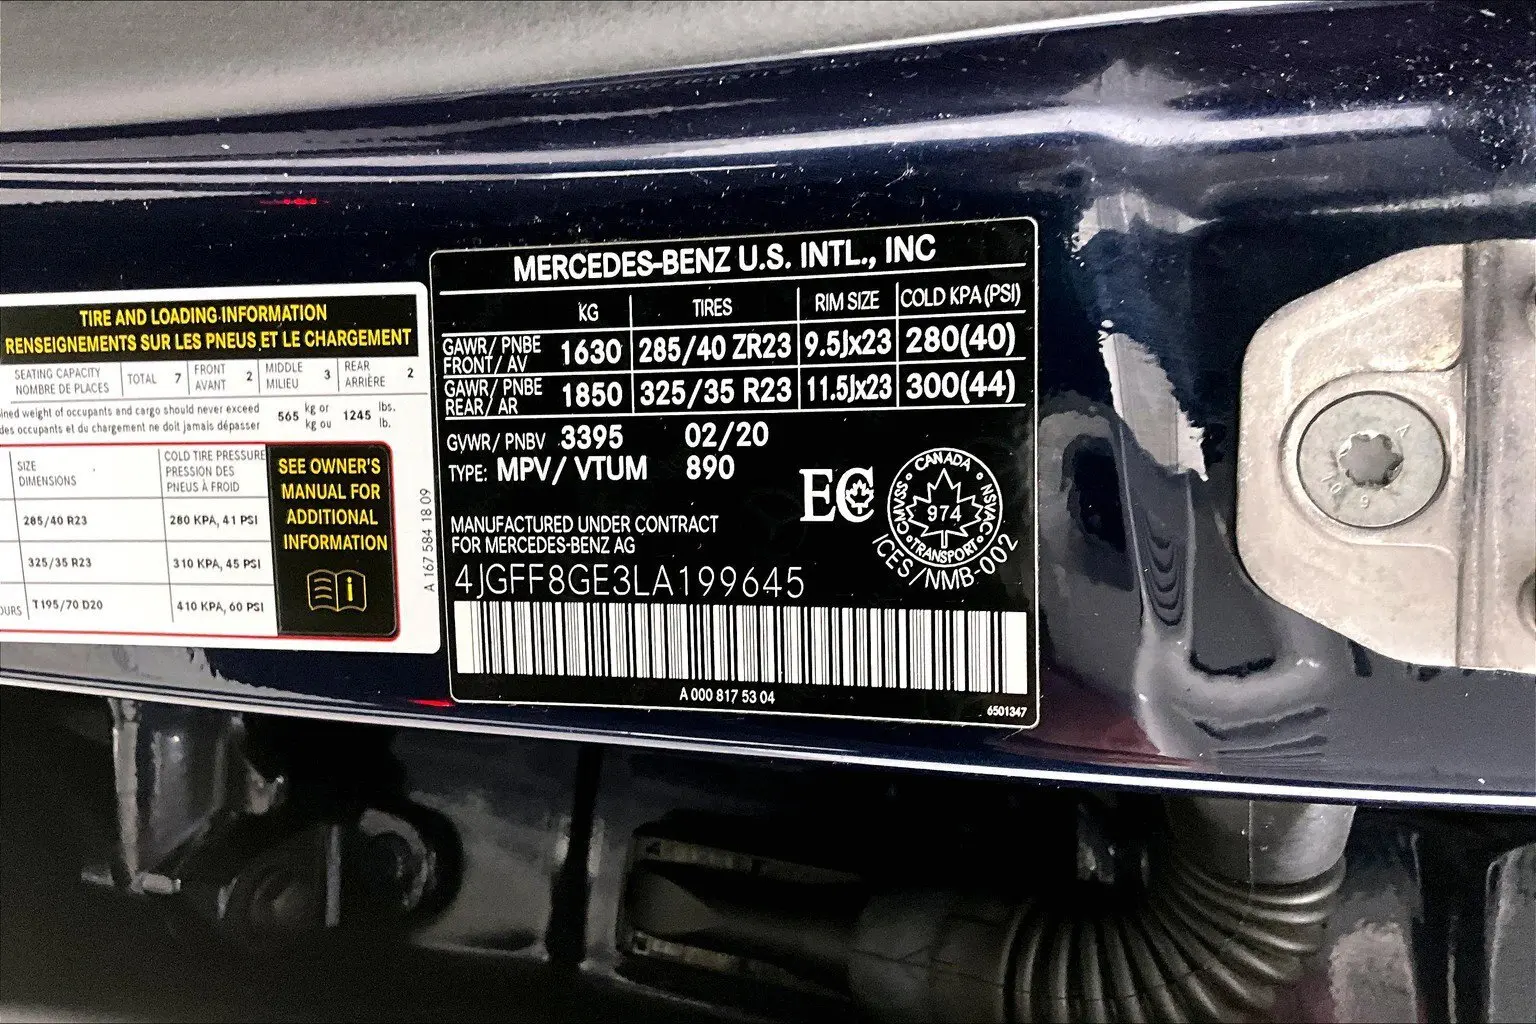 TIRE AND LOADING INFORMATION
RENSEIGNEMENTS SUR LES PNEUS ET LE CHARGEMENT
SEATING CAPACITY
NOMBRE DE PLACES
TOTAL 7
FRONT
AVANT 2
MIDDLE
MILIEU 3
REAR
ARRIÈRE 2
ined weight of occupants and cargo should never exceed
des occupants et du chargement ne doit jamais dépasser
565 kg or
kg ou
1245 lbs.
lb.
SIZE
DIMENSIONS
COLD TIRE PRESSURE
PRESSION DES
PNEUS À FROID
285/40 R23 280 KPA, 41 PSI
325/35 R23 310 KPA, 45 PSI
OURS T195/70 D20 410 KPA, 60 PSI
SEE OWNER'S
MANUAL FOR
ADDITIONAL
INFORMATION
A 167 584 18 09
MERCEDES-BENZ U.S. INTL., INC
KG TIRES RIM SIZE COLD KPA (PSI)
GAWR/ PNBE
FRONT/ AV
1630 285/40 ZR23 9.5Jx23 280(40)
GAWR/ PNBE
REAR/ AR
1850 325/35 R23 11.5Jx23 300(44)
GVWR/ PNBV 3395 02/20
TYPE: MPV/ VTUM 890
MANUFACTURED UNDER CONTRACT
FOR MERCEDES-BENZ AG
EC
CANADA
CMVSS/ NSVAC
974
TRANSPORT
ICES/NMB-002
4JGFF8GE3LA199645
A 000 817 53 04
6501347